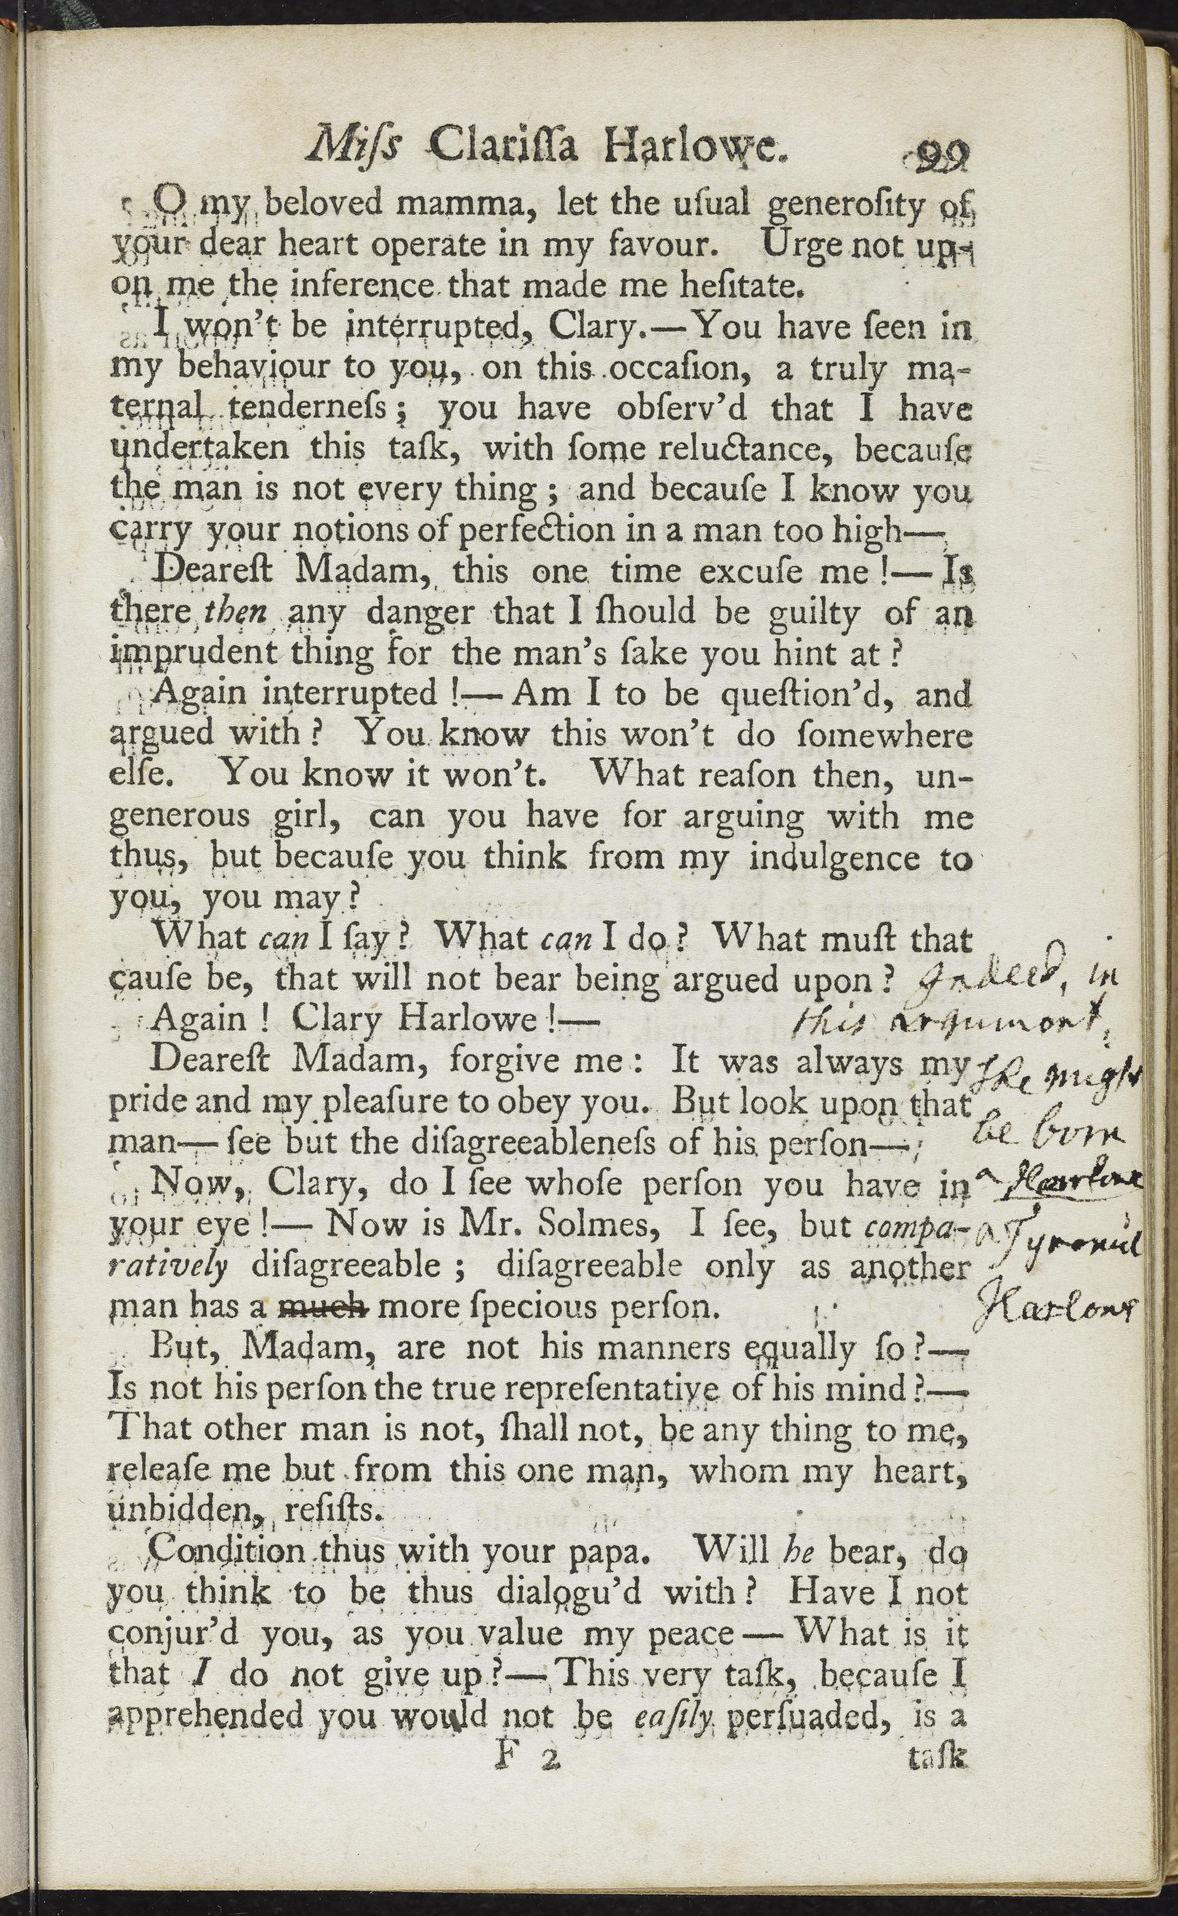 Miſs Clariſſa Harlowe. 99
O my beloved mamma, let the uſual generoſity of
your dear heart operate in my favour. Urge not up-
on me the inference that made me heſitate.
I won't be interrupted, Clary.—You have ſeen in
my behaviour to you, on this occaſion, a truly ma-
ternal tenderneſs; you have obſerv'd that I have
undertaken this taſk, with ſome reluctance, becauſe
the man is not every thing; and becauſe I know you
carry your notions of perfection in a man too high—
Deareſt Madam, this one time excuſe me!— Is
there then any danger that I ſhould be guilty of an
imprudent thing for the man's ſake you hint at?
Again interrupted!— Am I to be queſtion'd, and
argued with? You know this won't do ſomewhere
elſe. You know it won't. What reaſon then, un-
generous girl, can you have for arguing with me
thus, but becauſe you think from my indulgence to
you, you may?
What can I ſay? What can I do? What muſt that
cauſe be, that will not bear being argued upon? Indeed, in
Again! Clary Harlowe!— this argument,
Deareſt Madam, forgive me: It was always my she might
pride and my pleaſure to obey you. But look upon that
man— ſee but the diſagreeableneſs of his perſon— be born
Now, Clary, do I ſee whoſe perſon you have in a Harlowe
your eye!— Now is Mr. Solmes, I ſee, but compa- a
ratively diſagreeable; diſagreeable only as another
man has a much more ſpecious perſon. Harlowe
But, Madam, are not his manners equally ſo?—
Is not his perſon the true repreſentative of his mind?—
That other man is not, ſhall not, be any thing to me,
releaſe me but from this one man, whom my heart,
unbidden, reſiſts.
Condition thus with your papa. Will he bear, do
you think to be thus dialogu'd with? Have I not
conjur'd you, as you value my peace— What is it
that I do not give up?— This very taſk, becauſe I
apprehended you would not be eaſily perſuaded, is a
F 2 taſk